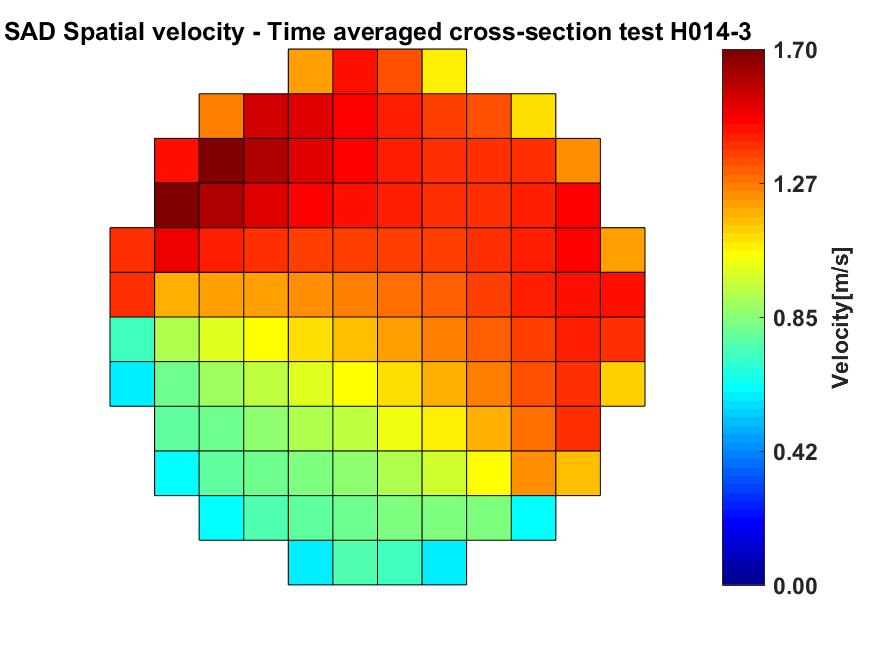 SAD Spatial velocity - Time averaged cross-section test H014-3
1.70
1.27
0.85
0.42
0.00
Velocity[m/s]